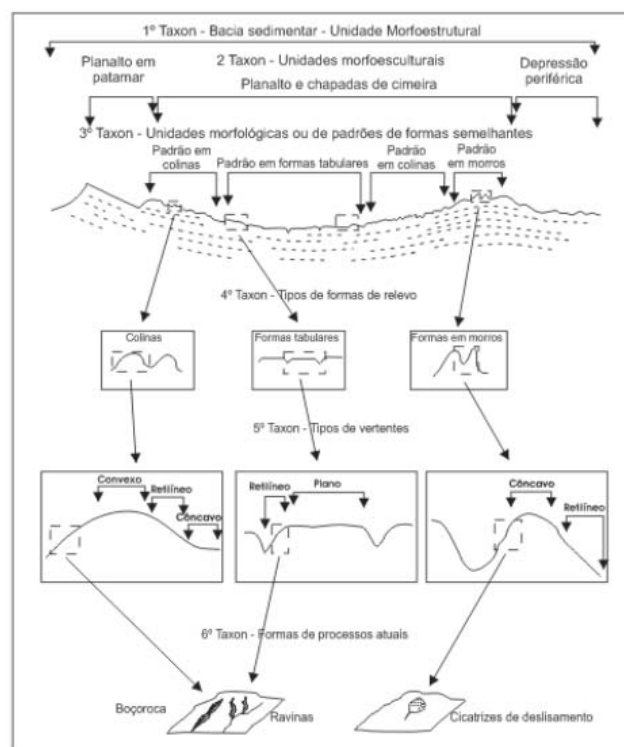 1º Taxon - Bacia sedimentar - Unidade Morfoestrutural
Planalto em
patamar
2 Taxon - Unidades morfoesculturais
Planalto e chapadas de cimeira
Depressão
periférica
3º Taxon - Unidades morfológicas ou de padrões de formas semelhantes
Padrão em
colinas
Padrão em formas tabulares
Padrão
em colinas
Padrão
em morros
4º Taxon - Tipos de formas de relevo
Colinas
Formas tabulares
Formas em morros
5º Taxon - Tipos de vertentes
Convexo
Retilíneo
Côncavo
Retilíneo
Plano
Côncavo
Retilíneo
6º Taxon - Formas de processos atuais
Boçoroca
Ravinas
Cicatrizes de deslisamento